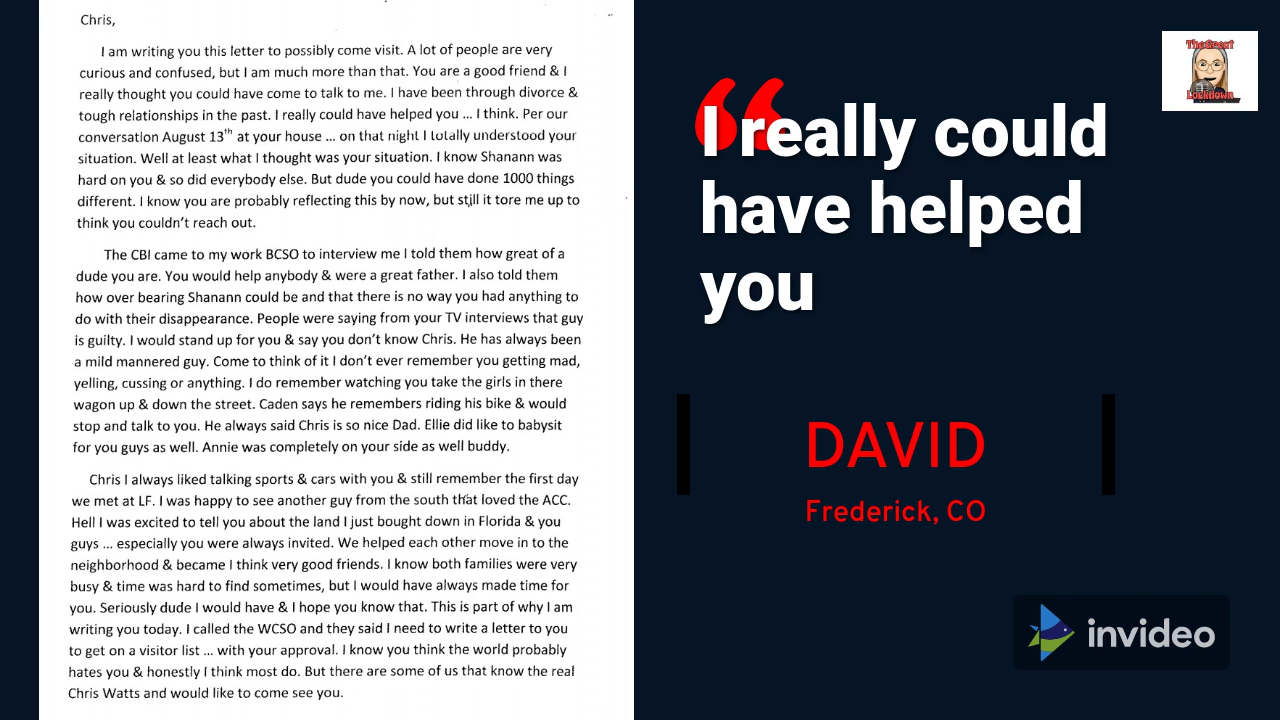 Chris,
I am writing you this letter to possibly come visit. A lot of people are very
curious and confused, but I am much more than that. You are a good friend & I
really thought you could have come to talk to me. I have been through divorce &
tough relationships in the past. I really could have helped you ... I think. Per our
conversation August 13th at your house ... on that night I totally understood your
situation. Well at least what I thought was your situation. I know Shanann was
hard on you & so did everybody else. But dude you could have done 1000 things
different. I know you are probably reflecting this by now, but still it tore me up to
think you couldn't reach out.
The CBI came to my work BCSO to interview me I told them how great of a
dude you are. You would help anybody & were a great father. I also told them
how over bearing Shanann could be and that there is no way you had anything to
do with their disappearance. People were saying from your TV interviews that guy
is guilty. I would stand up for you & say you don't know Chris. He has always been
a mild mannered guy. Come to think of it I don't ever remember you getting mad,
yelling, cussing or anything. I do remember watching you take the girls in there
wagon up & down the street. Caden says he remembers riding his bike & would
stop and talk to you. He always said Chris is so nice Dad. Ellie did like to babysit
for you guys as well. Annie was completely on your side as well buddy.
Chris I always liked talking sports & cars with you & still remember the first day
we met at LF. I was happy to see another guy from the south that loved the ACC.
Hell I was excited to tell you about the land I just bought down in Florida & you
guys ... especially you were always invited. We helped each other move in to the
neighborhood & became I think very good friends. I know both families were very
busy & time was hard to find sometimes, but I would have always made time for
you. Seriously dude I would have & I hope you know that. This is part of why I am
writing you today. I called the WCSO and they said I need to write a letter to you
to get on a visitor list ... with your approval. I know you think the world probably
hates you & honestly I think most do. But there are some of us that know the real
Chris Watts and would like to come see you.
The Great
Lockdown
“
I really could
have helped
you
DAVID
Frederick, CO
invideo